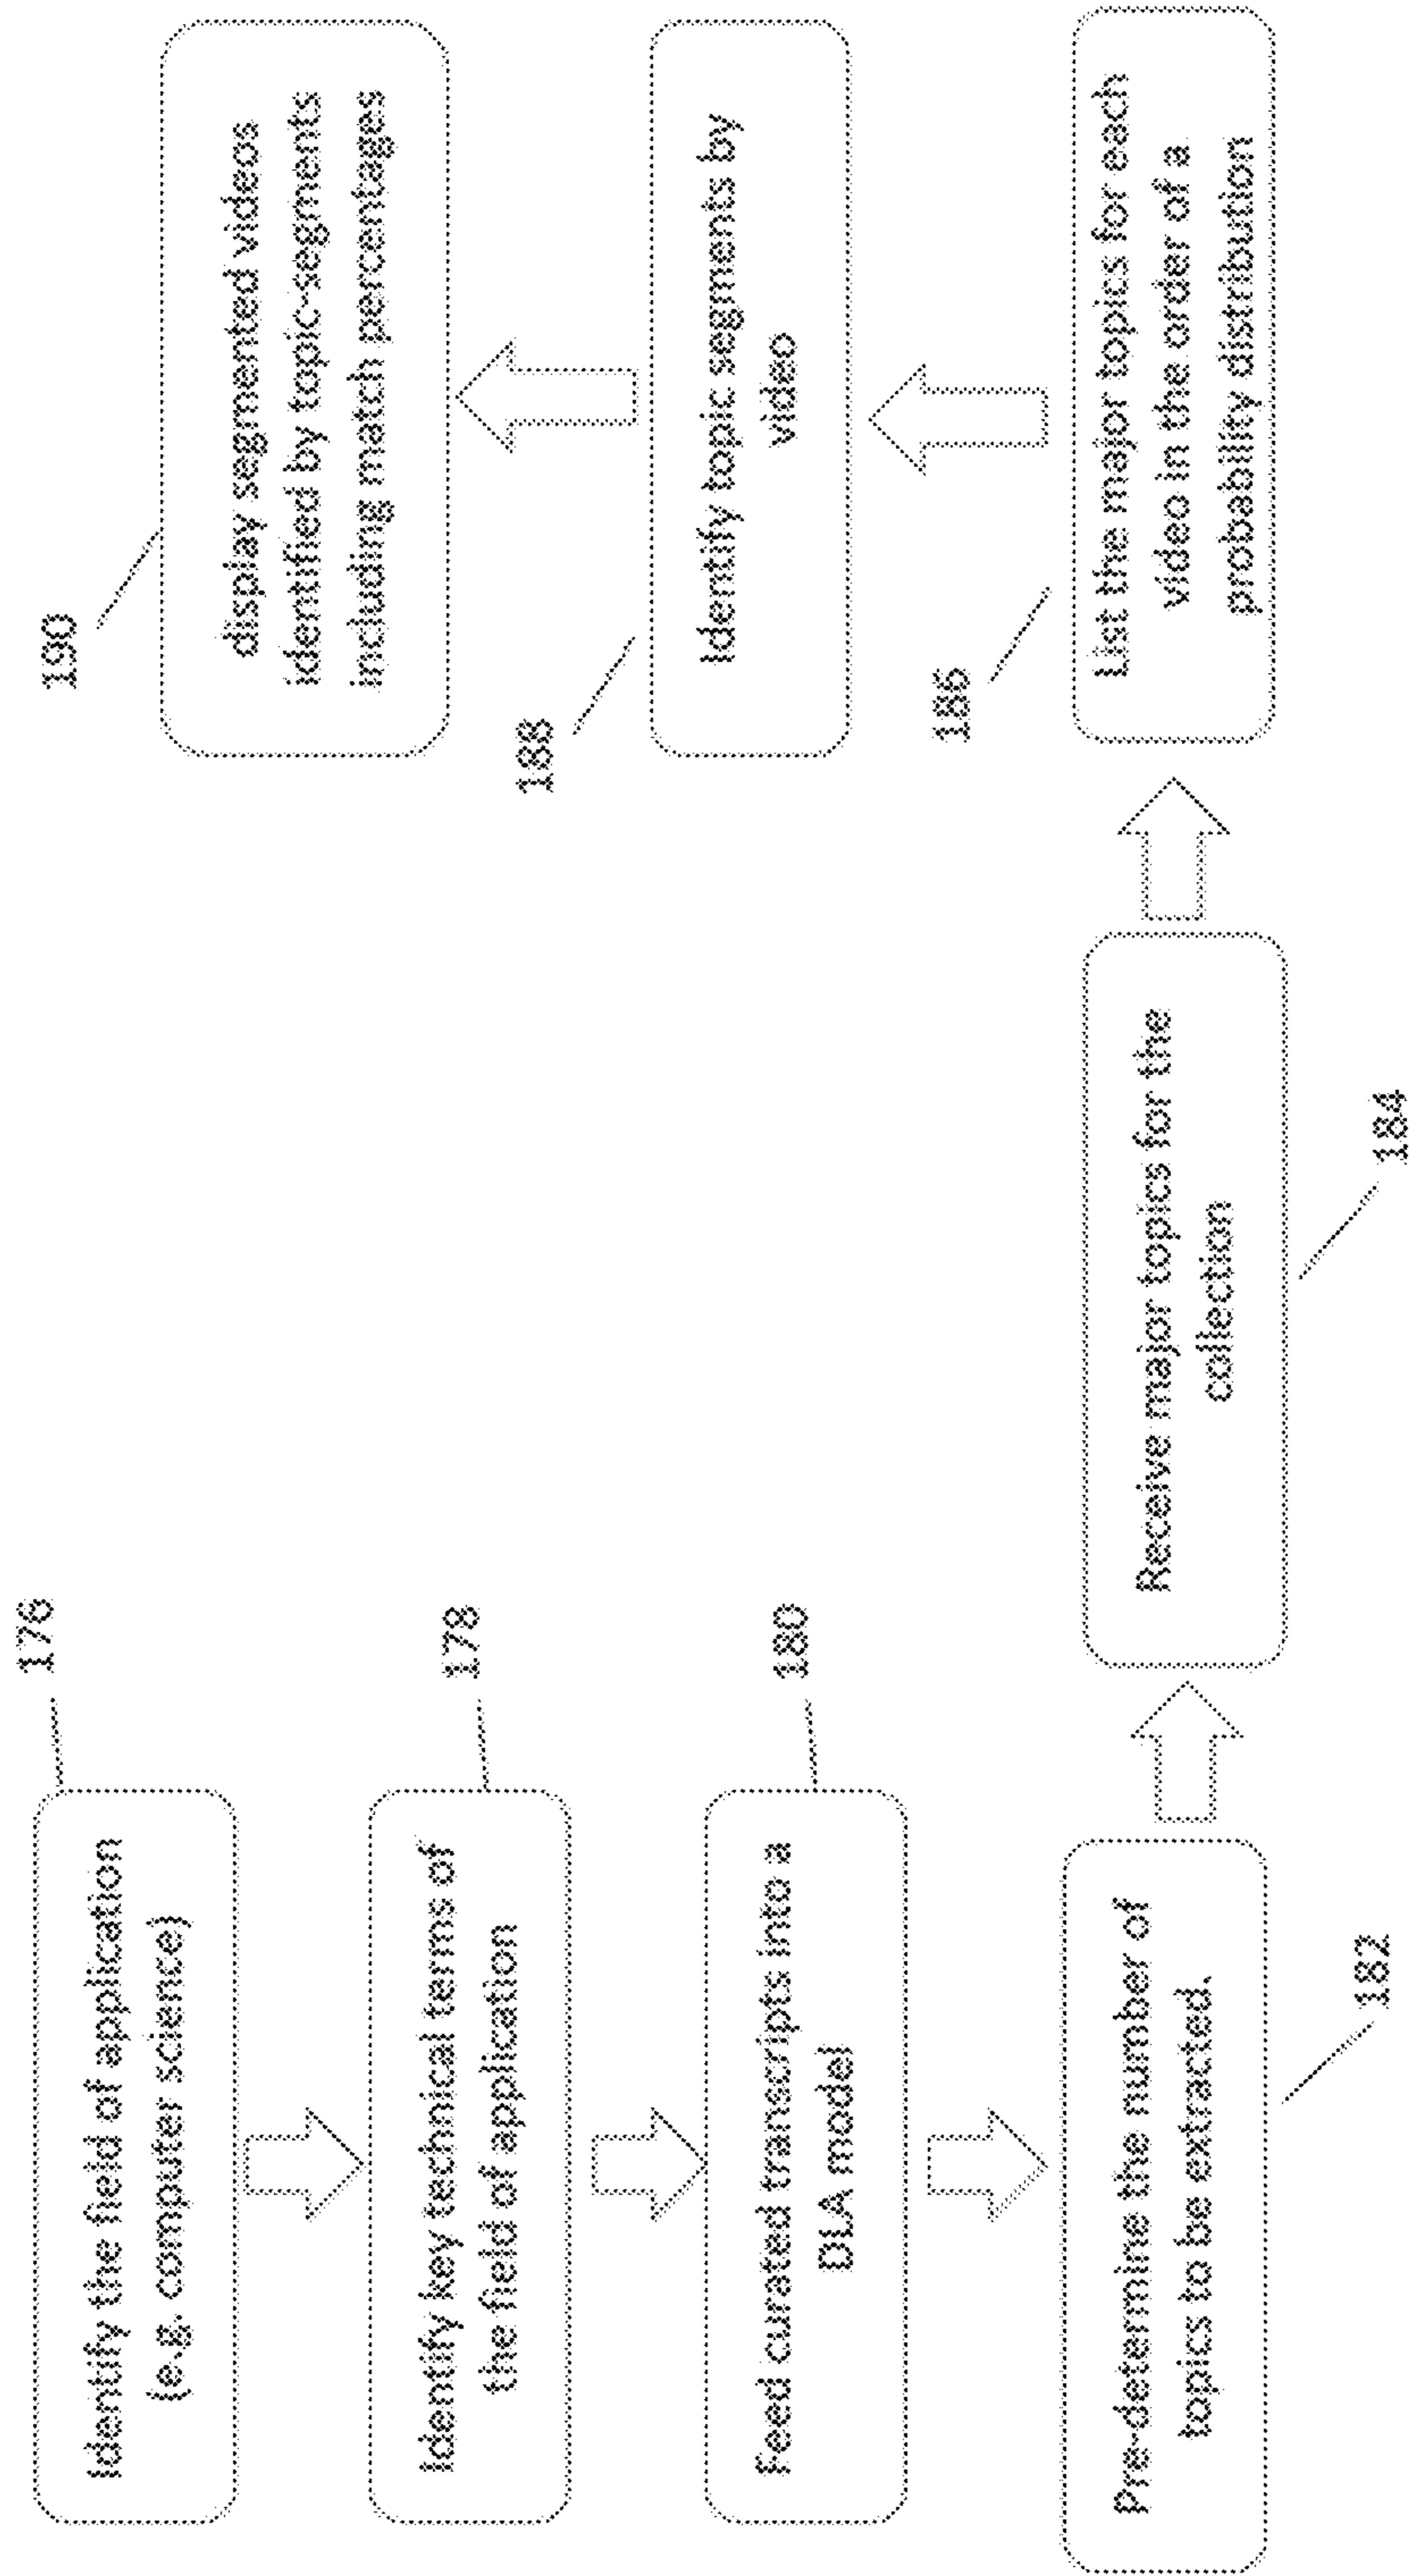 176
Identify the field of application
(e.g. computer science)
178
Identify key technical terms of
the field of application
180
Feed curated transcripts into a
DLA model
Pre-determine the number of
topics to be extracted.
182
Receive major topics for the
collection
184
186
List the major topics for each
video in the order of a
probability distribution
188
Identify topic segments by
video
190
display segmented videos
identified by topic-segments
including match percentages